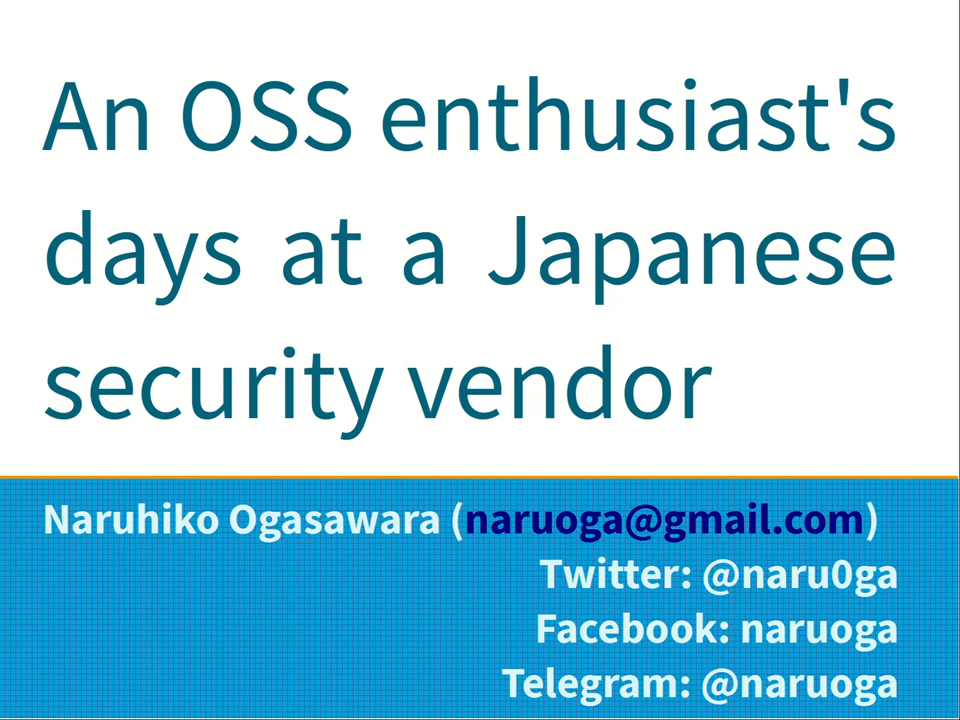 An OSS enthusiast's
days at a Japanese
security vendor
Naruhiko Ogasawara (naruoga@gmail.com)
Twitter: @naru0ga
Facebook: naruoga
Telegram: @naruoga